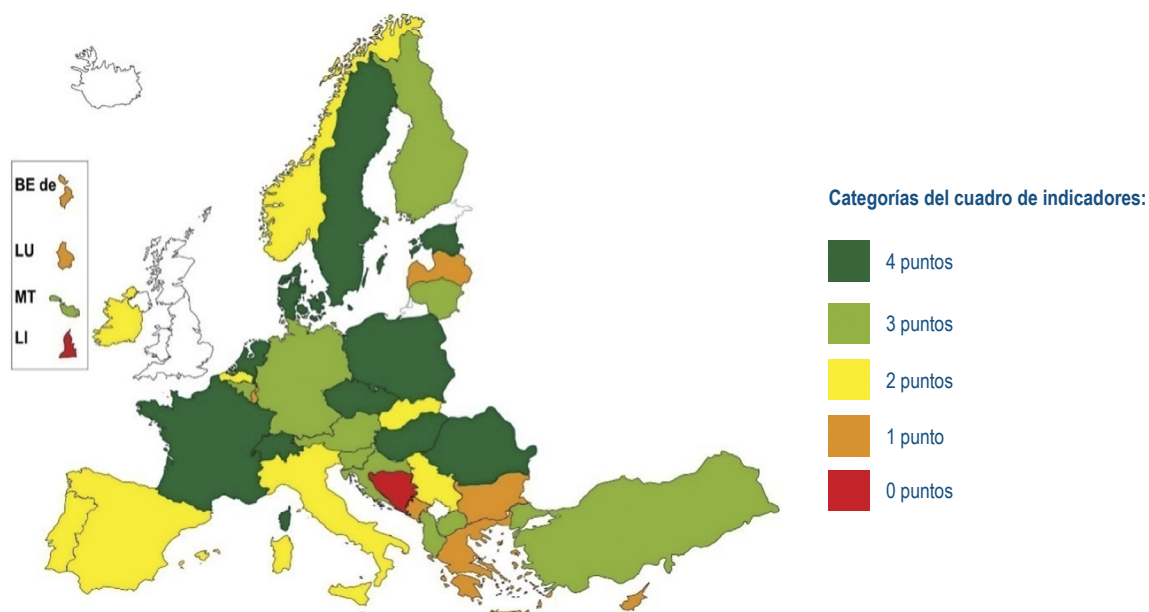 BE de
LU
MT
LI
Categorías del cuadro de indicadores:
4 puntos
3 puntos
2 puntos
1 punto
0 puntos